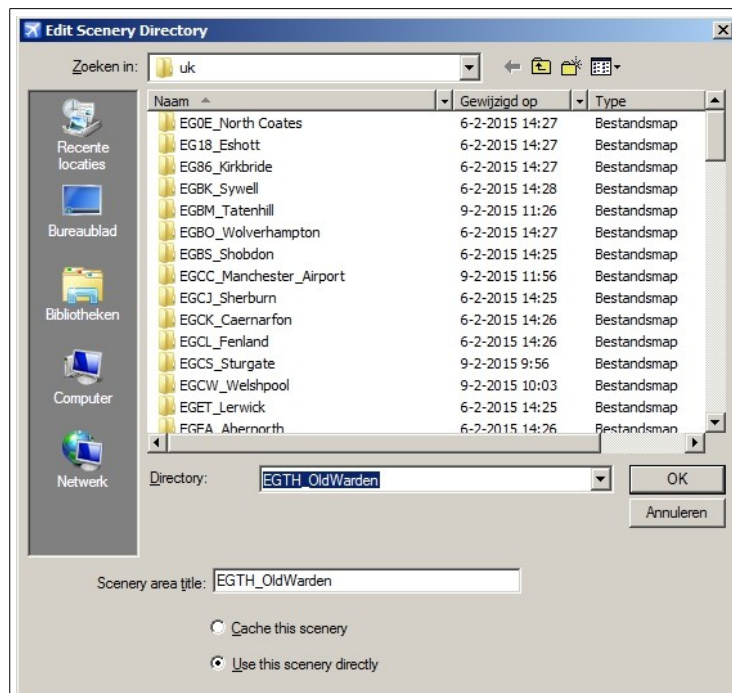 Edit Scenery Directory
Zoeken in: uk
Naam Gewijzigd op Type
EG0E_North Coates 6-2-2015 14:27 Bestandsmap
EG18_Eshott 6-2-2015 14:27 Bestandsmap
EG86_Kirkbride 6-2-2015 14:27 Bestandsmap
EGBK_Sywell 6-2-2015 14:28 Bestandsmap
EGBM_Tatenhill 9-2-2015 11:26 Bestandsmap
EGBO_Wolverhampton 6-2-2015 14:27 Bestandsmap
EGBS_Shobdon 6-2-2015 14:25 Bestandsmap
EGCC_Manchester_Airport 9-2-2015 11:56 Bestandsmap
EGCJ_Sherburn 6-2-2015 14:25 Bestandsmap
EGCK_Caernarfon 6-2-2015 14:26 Bestandsmap
EGCL_Fenland 6-2-2015 14:26 Bestandsmap
EGCS_Sturgate 9-2-2015 9:56 Bestandsmap
EGCW_Welshpool 9-2-2015 10:03 Bestandsmap
EGET_Lerwick 6-2-2015 14:25 Bestandsmap
EGFA_Aberporth 6-2-2015 14:26 Bestandsmap
Recente
locaties
Bureaublad
Bibliotheken
Computer
Netwerk
Directory: EGTH_OldWarden
OK
Annuleren
Scenery area title: EGTH_OldWarden
Cache this scenery
Use this scenery directly